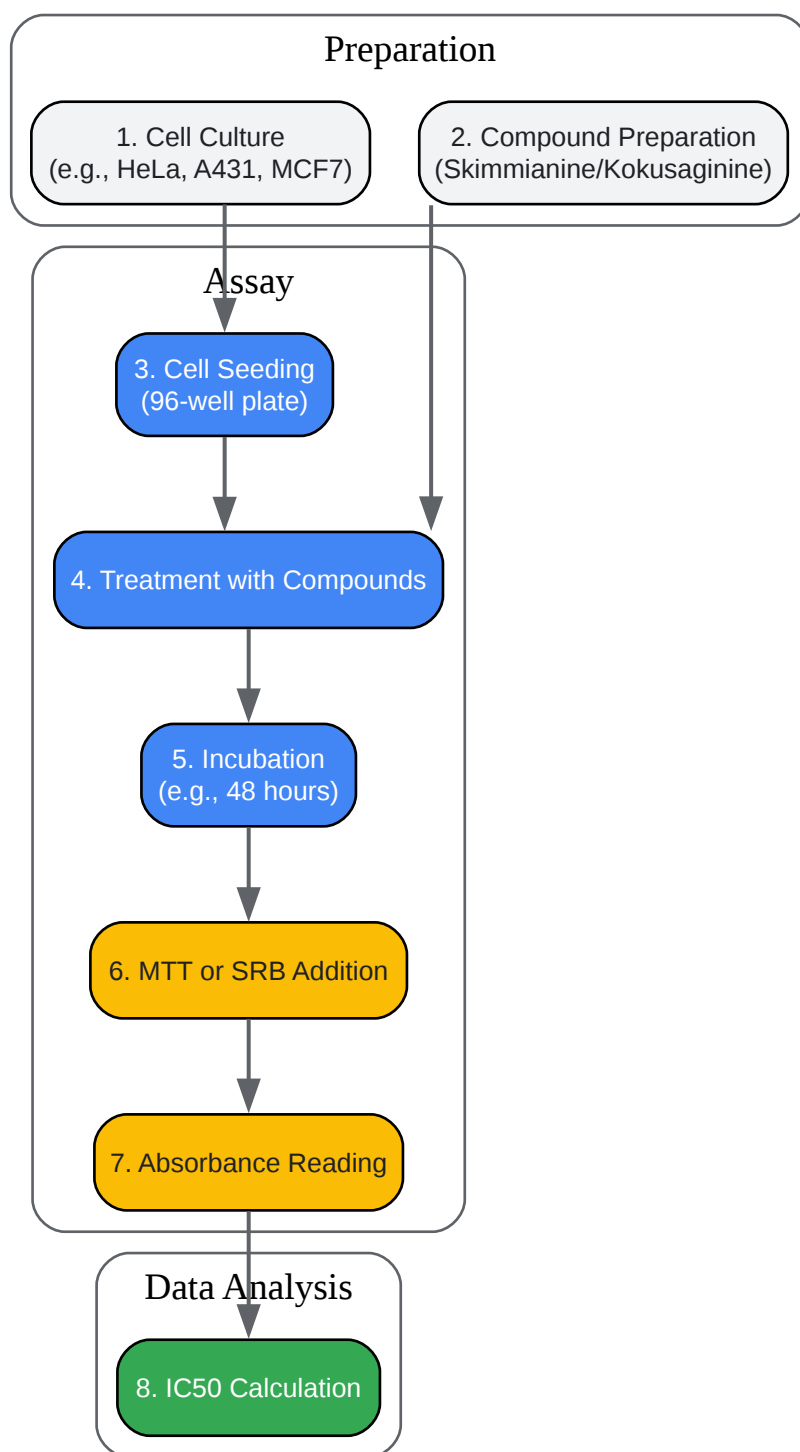 Preparation
1. Cell Culture
(e.g., HeLa, A431, MCF7)
2. Compound Preparation
(Skimmianine/Kokusaginine)
Assay
3. Cell Seeding
(96-well plate)
4. Treatment with Compounds
5. Incubation
(e.g., 48 hours)
6. MTT or SRB Addition
7. Absorbance Reading
Data Analysis
8. IC50 Calculation